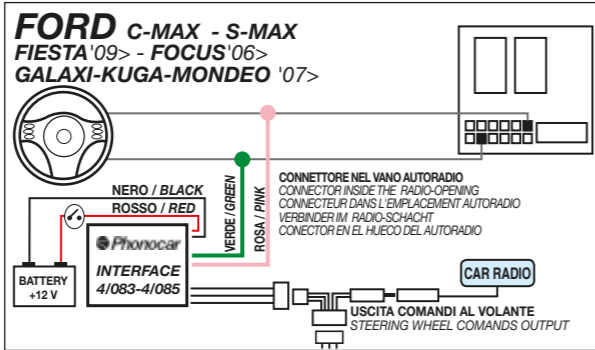 FORD C-MAX - S-MAX
FIESTA'09> - FOCUS'06>
GALAXI-KUGA-MONDEO '07>
NERO / BLACK
ROSSO / RED
VERDE / GREEN
ROSA / PINK
CONNETTORE NEL VANO AUTORADIO
CONNECTOR INSIDE THE RADIO-OPENING
CONNECTEUR DANS L'EMPLACEMENT AUTORADIO
VERBINDER IM RADIO-SCHACHT
CONECTOR EN EL HUECO DEL AUTORADIO
Phonocar
INTERFACE
4/083-4/085
BATTERY
+12 V
CAR RADIO
USCITA COMANDI AL VOLANTE
STEERING WHEEL COMANDS OUTPUT